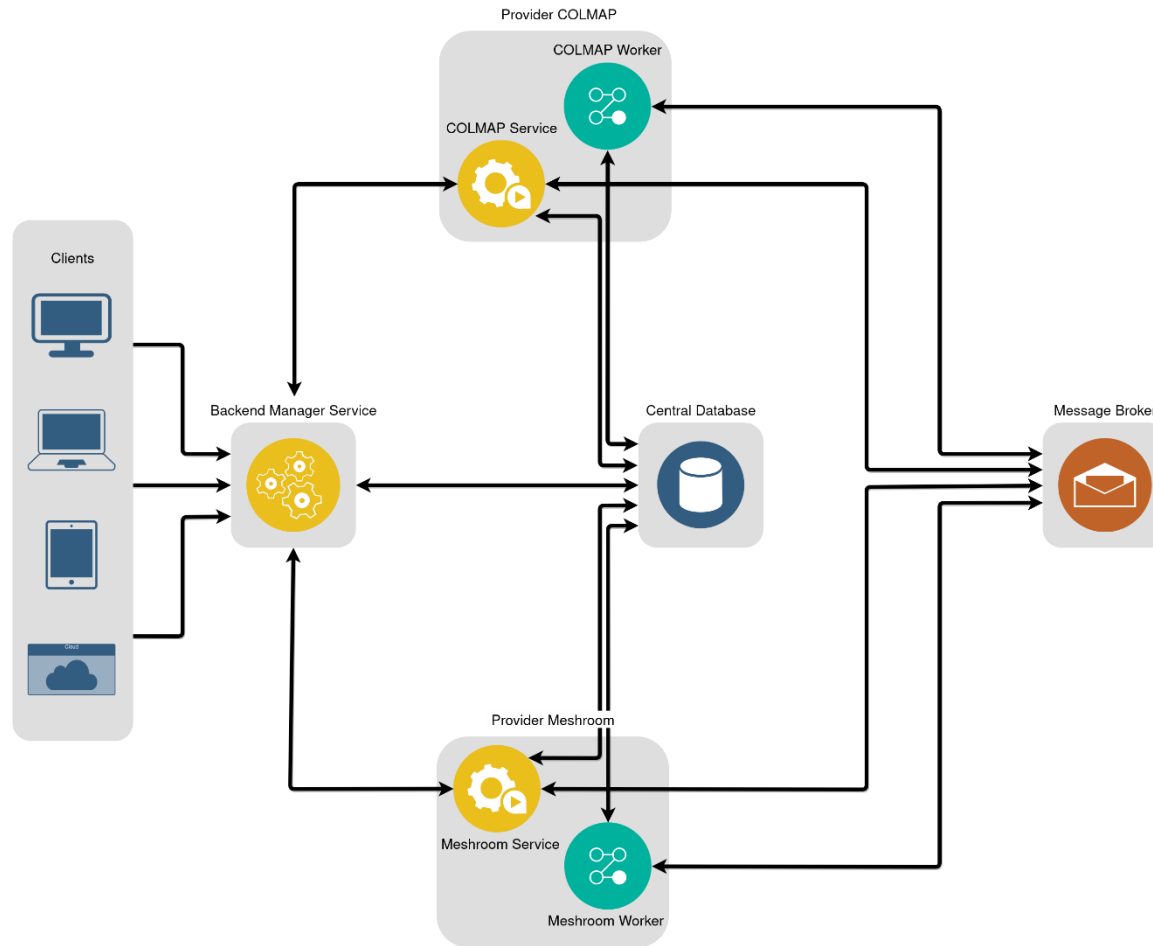 Provider COLMAP
COLMAP Worker
COLMAP Service
Clients
Cloud
Backend Manager Service
Central Database
Message Broker
Provider Meshroom
Meshroom Service
Meshroom Worker